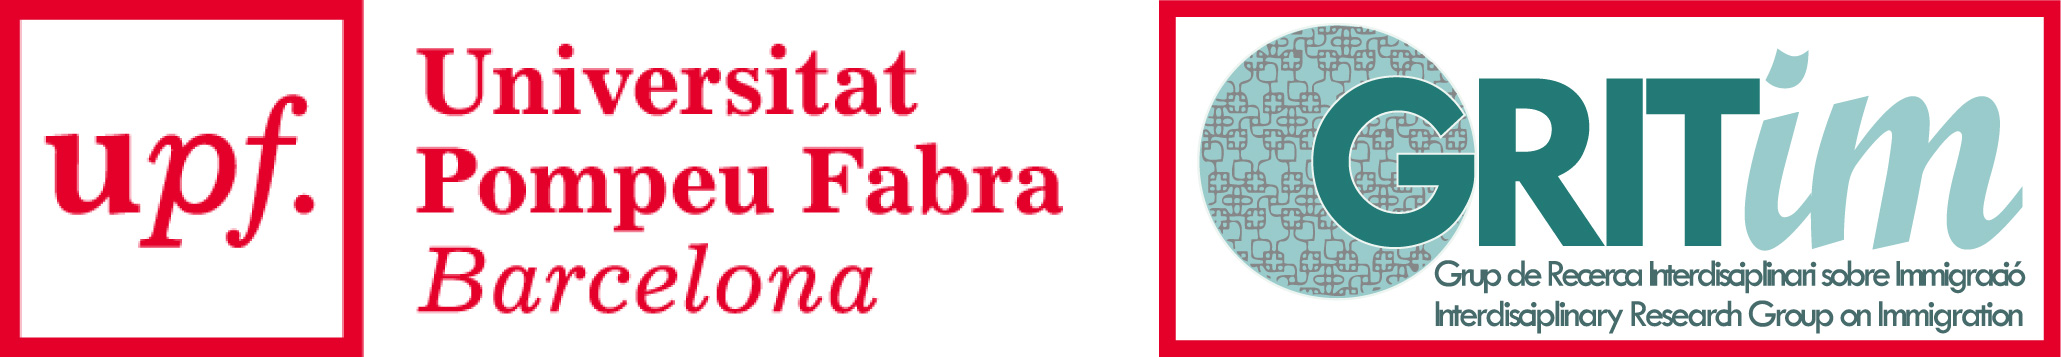 upf.
Universitat
Pompeu Fabra
Barcelona
GRITim
Grup de Recerca Interdisciplinari sobre Immigració
Interdisciplinary Research Group on Immigration